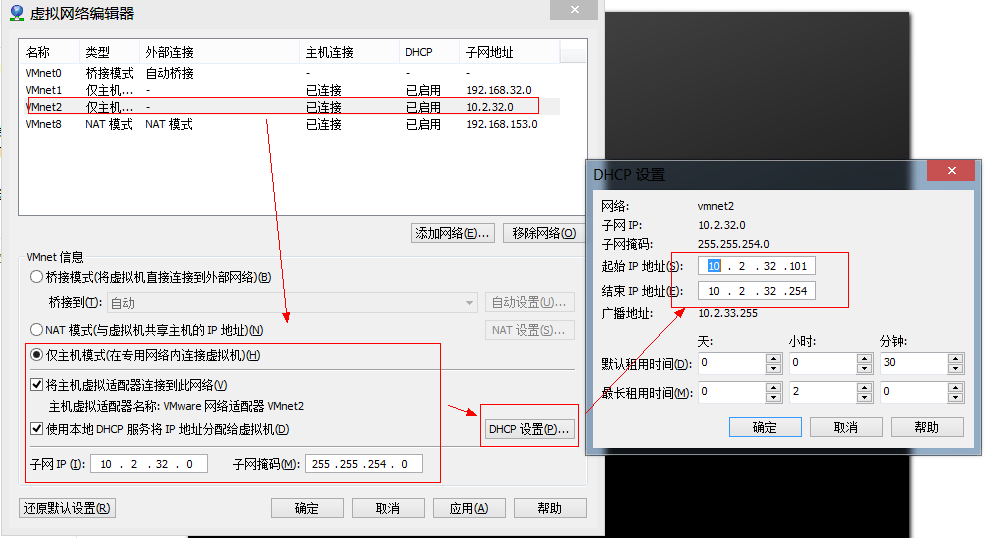 虚拟网络编辑器
名称 类型 外部连接 主机连接 DHCP 子网地址
VMnet0 桥接模式 自动桥接 - - -
VMnet1 仅主机... - 已连接 已启用 192.168.32.0
VMnet2 仅主机... - 已连接 已启用 10.2.32.0
VMnet8 NAT 模式 NAT 模式 已连接 已启用 192.168.153.0
添加网络(E)... 移除网络(O)
VMnet 信息
桥接模式(将虚拟机直接连接到外部网络)(B)
桥接到(T): 自动 自动设置(U)...
NAT 模式(与虚拟机共享主机的 IP 地址)(N) NAT 设置(S)...
仅主机模式(在专用网络内连接虚拟机)(H)
将主机虚拟适配器连接到此网络(V)
主机虚拟适配器名称: VMware 网络适配器 VMnet2
使用本地 DHCP 服务将 IP 地址分配给虚拟机(D) DHCP 设置(P)...
子网 IP (I): 10 . 2 . 32 . 0 子网掩码(M): 255 .255 .254 . 0
还原默认设置(R) 确定 取消 应用(A) 帮助
DHCP 设置
网络: vmnet2
子网 IP: 10.2.32.0
子网掩码: 255.255.254.0
起始 IP 地址(S): 10 . 2 . 32 .101
结束 IP 地址(E): 10 . 2 . 32 .254
广播地址: 10.2.33.255
天: 小时: 分钟:
默认租用时间(D): 0 0 30
最长租用时间(M): 0 2 0
确定 取消 帮助